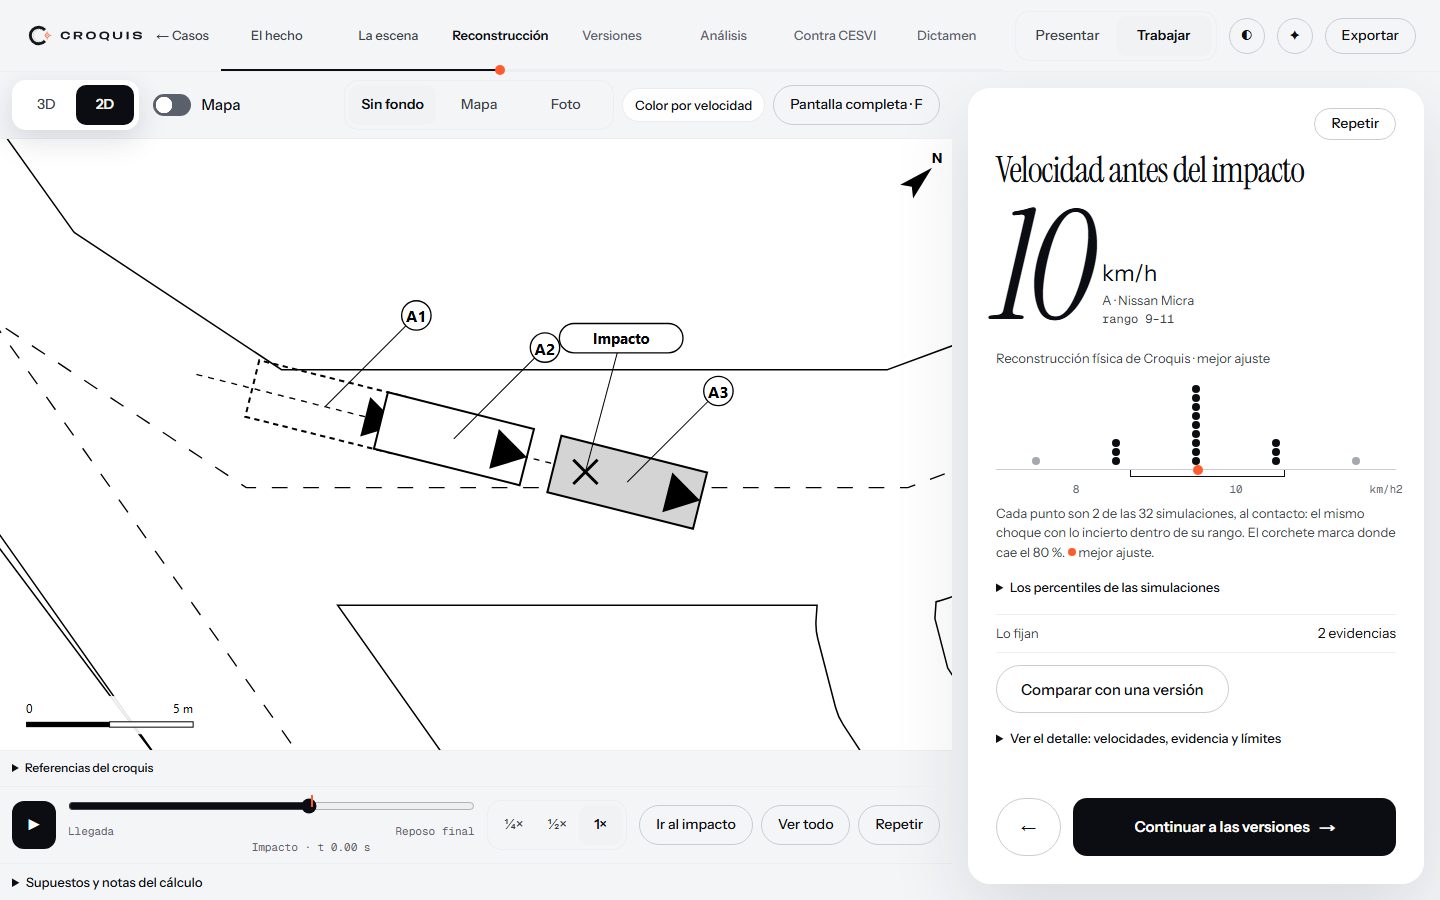 CROQUIS
← Casos
El hecho
La escena
Reconstrucción
Versiones
Análisis
Contra CESVI
Dictamen
Presentar
Trabajar
Exportar
3D
2D
Mapa
Sin fondo
Mapa
Foto
Color por velocidad
Pantalla completa · F
N
A1
A2
Impacto
A3
0
5 m
Referencias del croquis
Llegada
Reposo final
Impacto · t 0.00 s
¼×
½×
1×
Ir al impacto
Ver todo
Repetir
Supuestos y notas del cálculo
Repetir
Velocidad antes del impacto
10
km/h
A · Nissan Micra
rango 9–11
Reconstrucción física de Croquis · mejor ajuste
8
10
km/h2
Cada punto son 2 de las 32 simulaciones, al contacto: el mismo
choque con lo incierto dentro de su rango. El corchete marca donde
cae el 80 %. mejor ajuste.
Los percentiles de las simulaciones
Lo fijan
2 evidencias
Comparar con una versión
Ver el detalle: velocidades, evidencia y límites
←
Continuar a las versiones →